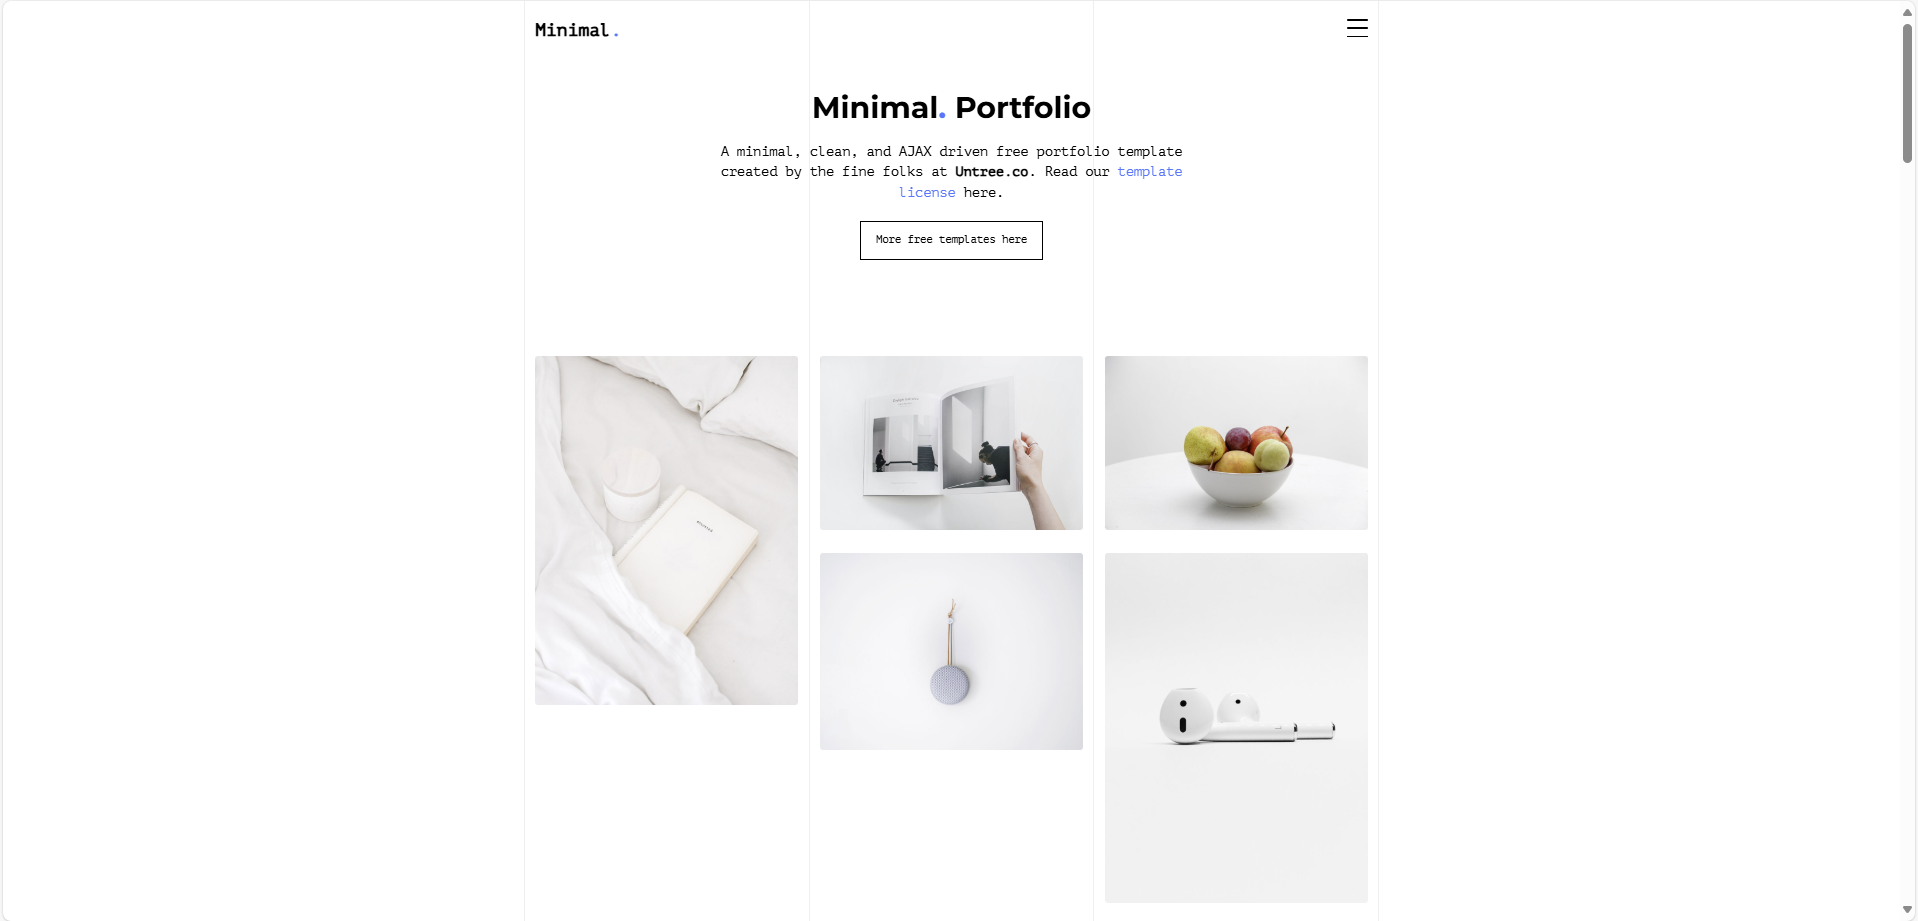 Minimal.
Minimal. Portfolio
A minimal, clean, and AJAX driven free portfolio template
created by the fine folks at Untree.co. Read our template
license here.
More free templates here